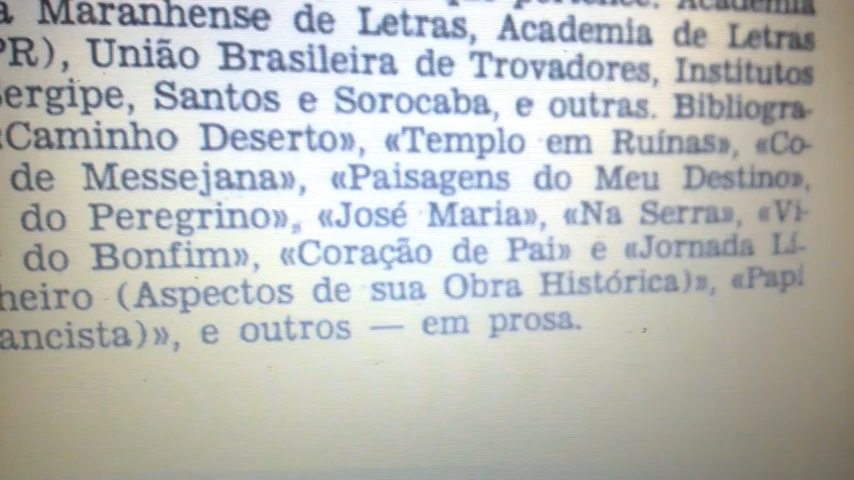 a Maranhense de Letras, Academia de Letras
PR), União Brasileira de Trovadores, Institutos
Sergipe, Santos e Sorocaba, e outras. Bibliogra-
«Caminho Deserto», «Templo em Ruínas», «Co-
de Messejana», «Paisagens do Meu Destino»,
do Peregrino», «José Maria», «Na Serra», «Vi-
do Bonfim», «Coração de Pai» e «Jornada Lí-
heiro (Aspectos de sua Obra Histórica)», «Papi
ancista)», e outros — em prosa.